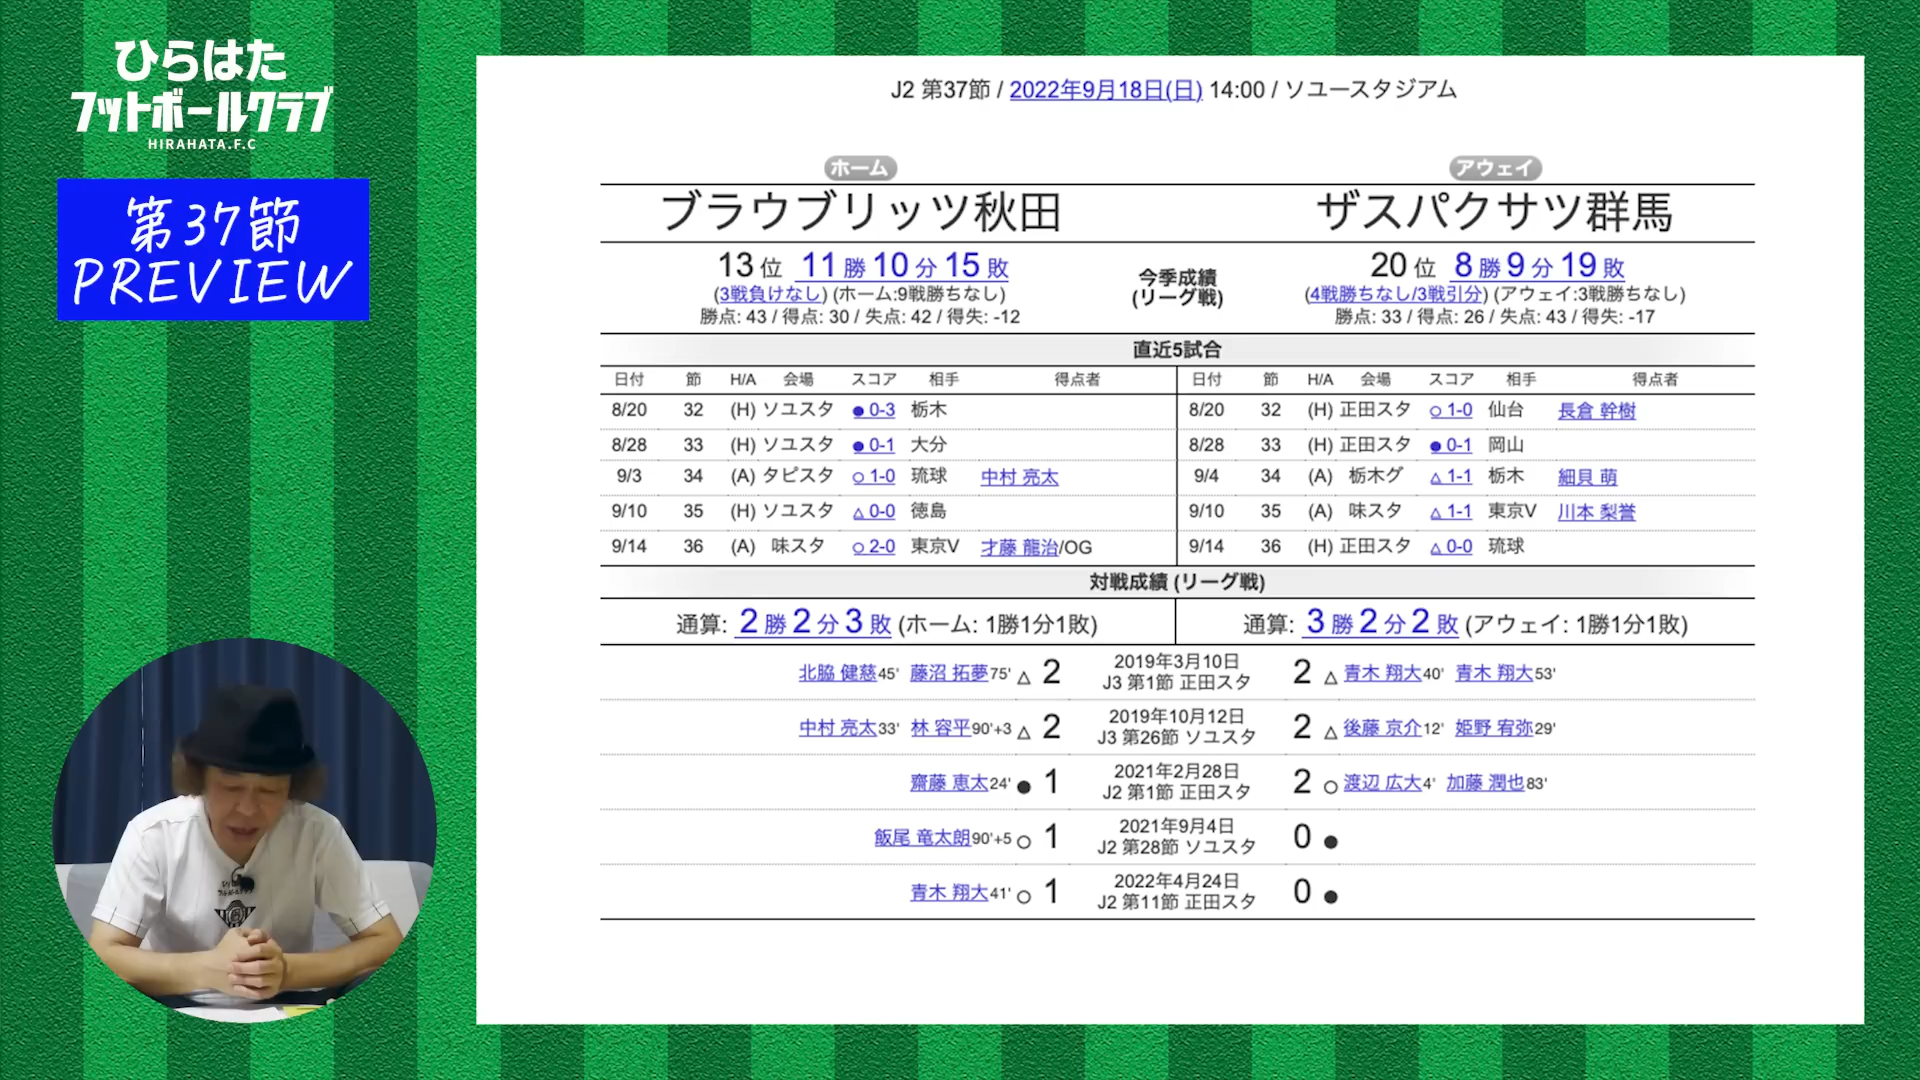 ひらはた
フットボールクラブ
HIRAHATA.F.C
第37節
PREVIEW
J2 第37節 / 2022年9月18日(日) 14:00 / ソユースタジアム
ホーム アウェイ
ブラウブリッツ秋田 ザスパクサツ群馬
13 位 11 勝 10 分 15 敗 今季成績 20 位 8 勝 9 分 19 敗
(3戦負けなし) (ホーム:9戦勝ちなし) (リーグ戦) (4戦勝ちなし/3戦引分) (アウェイ:3戦勝ちなし)
勝点: 43 / 得点: 30 / 失点: 42 / 得失: -12 勝点: 33 / 得点: 26 / 失点: 43 / 得失: -17
直近5試合
日付 節 H/A 会場 スコア 相手 得点者 日付 節 H/A 会場 スコア 相手 得点者
8/20 32 (H) ソユスタ ● 0-3 栃木 8/20 32 (H) 正田スタ ○ 1-0 仙台 長倉 幹樹
8/28 33 (H) ソユスタ ● 0-1 大分 8/28 33 (H) 正田スタ ● 0-1 岡山
9/3 34 (A) タピスタ ○ 1-0 琉球 中村 亮太 9/4 34 (A) 栃木グ △ 1-1 栃木 細貝 萌
9/10 35 (H) ソユスタ △ 0-0 徳島 9/10 35 (A) 味スタ △ 1-1 東京V 川本 梨誉
9/14 36 (A) 味スタ ○ 2-0 東京V 才藤 龍治/OG 9/14 36 (H) 正田スタ △ 0-0 琉球
対戦成績 (リーグ戦)
通算: 2 勝 2 分 3 敗 (ホーム: 1勝1分1敗) 通算: 3 勝 2 分 2 敗 (アウェイ: 1勝1分1敗)
北脇 健慈45' 藤沼 拓夢75' △ 2 2019年3月10日 2 △ 青木 翔大40' 青木 翔大53'
J3 第1節 正田スタ
中村 亮太33' 林 容平90'+3 △ 2 2019年10月12日 2 △ 後藤 京介12' 姫野 宥弥29'
J3 第26節 ソユスタ
齋藤 恵太24' ● 1 2021年2月28日 2 ○ 渡辺 広大4' 加藤 潤也83'
J2 第1節 正田スタ
飯尾 竜太朗90'+5 ○ 1 2021年9月4日 0 ●
J2 第28節 ソユスタ
青木 翔大41' ○ 1 2022年4月24日 0 ●
J2 第11節 正田スタ